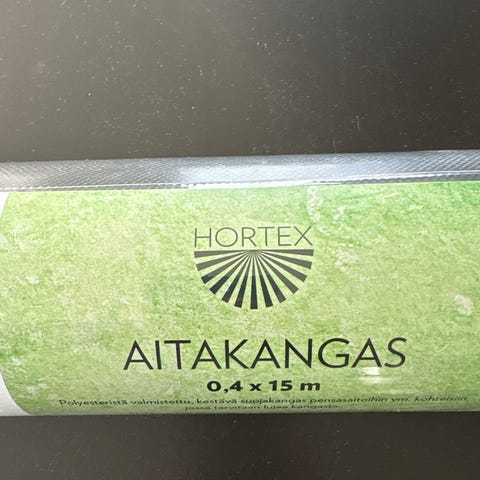 HORTEX
AITAKANGAS
0,4 x 15 m
Polyesteristä valmistettu, kestävä suojakangas pensasaitoihin ym. kohteisiin,
jossa tarvitaan lujaa kangasta.